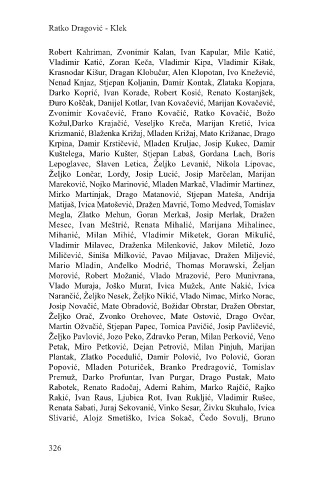 Ratko Dragović - Klek
Robert Kahriman, Zvonimir Kalan, Ivan Kapular, Mile Katić,
Vladimir Katić, Zoran Keča, Vladimir Kipa, Vladimir Kišak,
Krasnodar Kišur, Dragan Klobučar, Alen Klopotan, Ivo Knežević,
Nenad Knjaz, Stjepan Koljanin, Damir Kontak, Zlataka Kopjara,
Darko Koprić, Ivan Korade, Robert Kosić, Renato Kostanjšek,
Đuro Koščak, Danijel Kotlar, Ivan Kovačević, Marijan Kovačević,
Zvonimir Kovačević, Frano Kovačić, Ratko Kovačić, Božo
Kožul,Darko Krajačić, Veseljko Kreča, Marijan Kretić, Ivica
Krizmanić, Blaženka Križaj, Mladen Križaj, Mato Križanac, Drago
Krpina, Damir Krstičević, Mladen Kruljac, Josip Kukec, Damir
Kuštelega, Mario Kušter, Stjepan Labaš, Gordana Lach, Boris
Lepoglavec, Slaven Letica, Željko Levanić, Nikola Lipovac,
Željko Lončar, Lordy, Josip Lucić, Josip Marčelan, Marijan
Mareković, Nojko Marinović, Mladen Markač, Vladimir Martinez,
Mirko Martinjak, Drago Matanović, Stjepan Mateša, Andrija
Matijaš, Ivica Matošević, Dražen Mavrić, Tomo Medved, Tomislav
Megla, Zlatko Mehun, Goran Merkaš, Josip Merlak, Dražen
Mesec, Ivan Meštrić, Renata Mihalić, Marijana Mihalinec,
Mihanić, Milan Mihić, Vladimir Miketek, Goran Mikulić,
Vladimir Milavec, Draženka Milenković, Jakov Miletić, Jozo
Miličević, Siniša Milković, Pavao Miljavac, Dražen Miljević,
Mario Mladin, Anđelko Modrić, Thomas Morawski, Željan
Morović, Robert Možanić, Vlado Mrazović, Pero Munivrana,
Vlado Muraja, Joško Murat, Ivica Mužek, Ante Nakić, Ivica
Narančić, Željko Nesek, Željko Nikić, Vlado Nimac, Mirko Norac,
Josip Novačić, Mate Obradović, Božidar Obrstar, Dražen Obrstar,
Željko Orač, Zvonko Orehovec, Mate Ostović, Drago Ovčar,
Martin Ožvačić, Stjepan Papec, Tomica Pavičić, Josip Pavličević,
Željko Pavlović, Jozo Peko, Zdravko Peran, Milan Perković, Veno
Petak, Miro Petković, Dejan Petrović, Milan Pinjuh, Marijan
Plantak, Zlatko Pocedulić, Damir Polović, Ivo Polović, Goran
Popović, Mladen Poturiček, Branko Predragović, Tomislav
Premuž, Darko Profuntar, Ivan Purgar, Drago Pustak, Mato
Rabotek, Renato Radočaj, Ademi Rahim, Marko Rajčić, Rajko
Rakić, Ivan Raus, Ljubica Rot, Ivan Rukljić, Vladimir Rušec,
Renata Sabati, Juraj Sekovanić, Vinko Sesar, Živku Skuhalo, Ivica
Slivarić, Alojz Smetiško, Ivica Sokač, Čedo Sovulj, Bruno
326